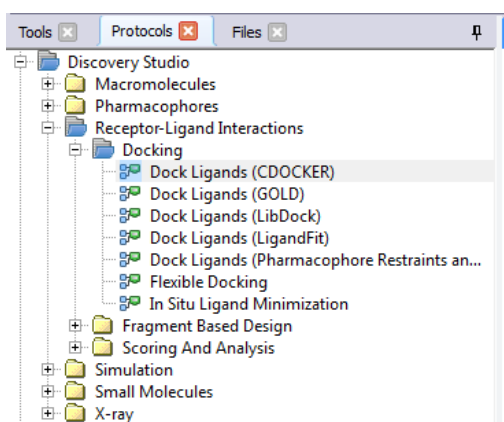 Tools Protocols Files
Discovery Studio
Macromolecules
Pharmacophores
Receptor-Ligand Interactions
Docking
Dock Ligands (CDOCKER)
Dock Ligands (GOLD)
Dock Ligands (LibDock)
Dock Ligands (LigandFit)
Dock Ligands (Pharmacophore Restraints an...
Flexible Docking
In Situ Ligand Minimization
Fragment Based Design
Scoring And Analysis
Simulation
Small Molecules
X-ray